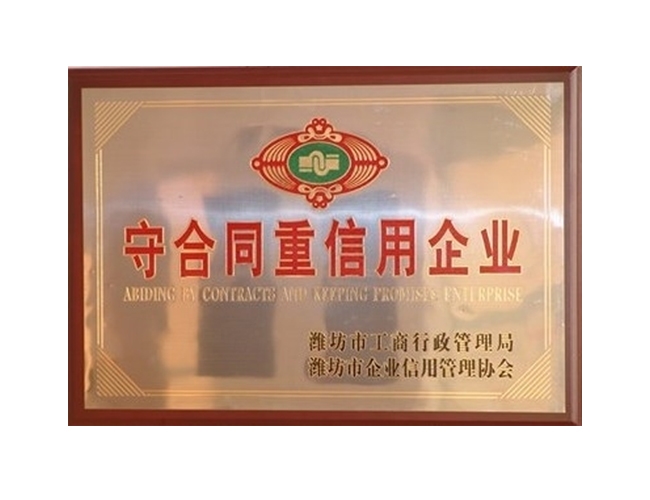 守合同重信用企业
ABIDING BY CONTRACTS AND KEEPING PROMISES ENTERPRISE
潍坊市工商行政管理局
潍坊市企业信用管理协会